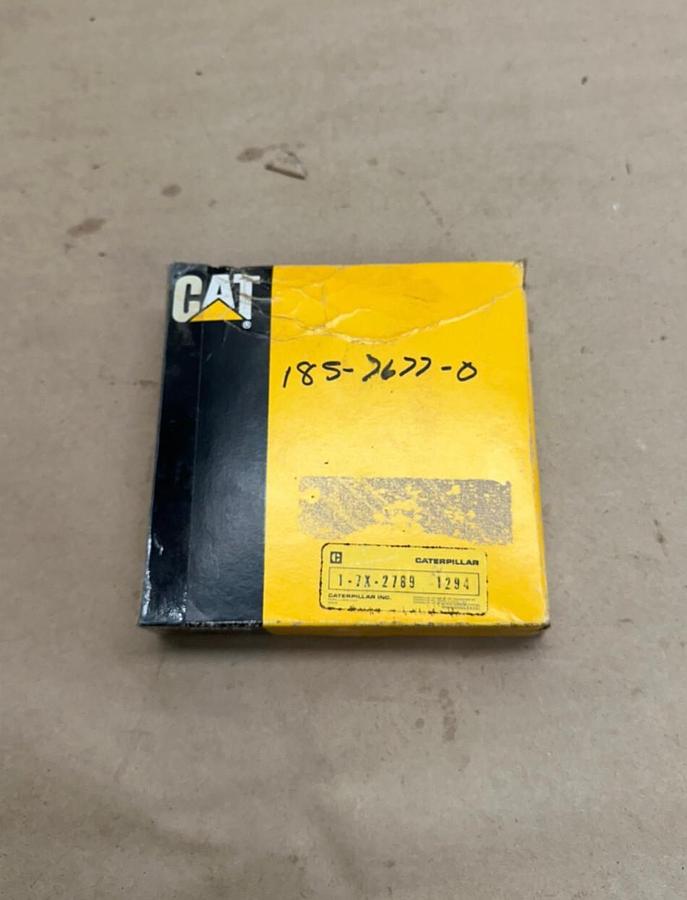 CAT®
185-7677-0
C CATERPILLAR
1-7X-2789 1294
CATERPILLAR INC.